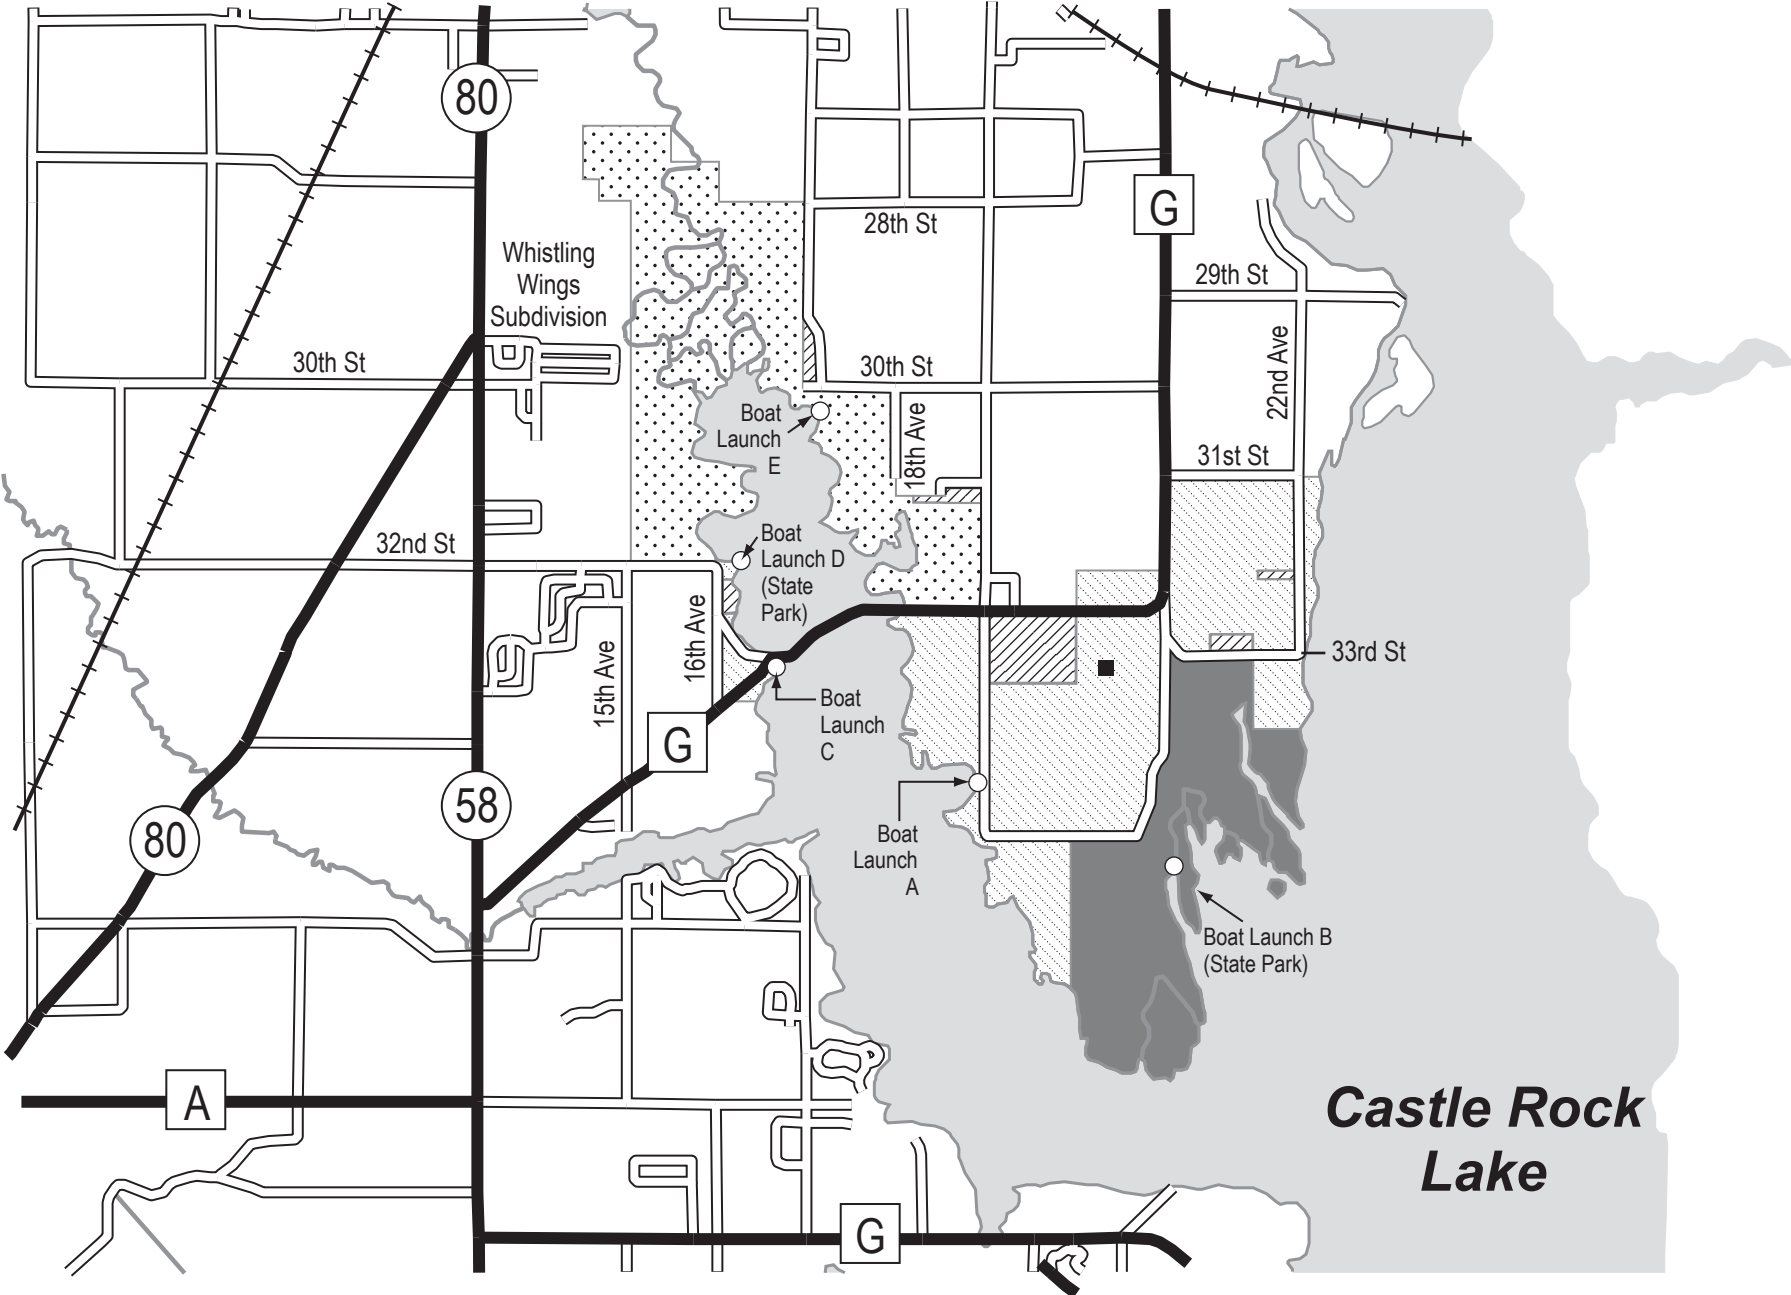 80
G
28th St
Whistling
Wings
Subdivision
29th St
22nd Ave
30th St
30th St
Boat
Launch
E
18th Ave
31st St
32nd St
Boat
Launch D
(State
Park)
16th Ave
15th Ave
33rd St
Boat
Launch
C
G
58
80
Boat
Launch
A
Boat Launch B
(State Park)
A
Castle Rock
Lake
G